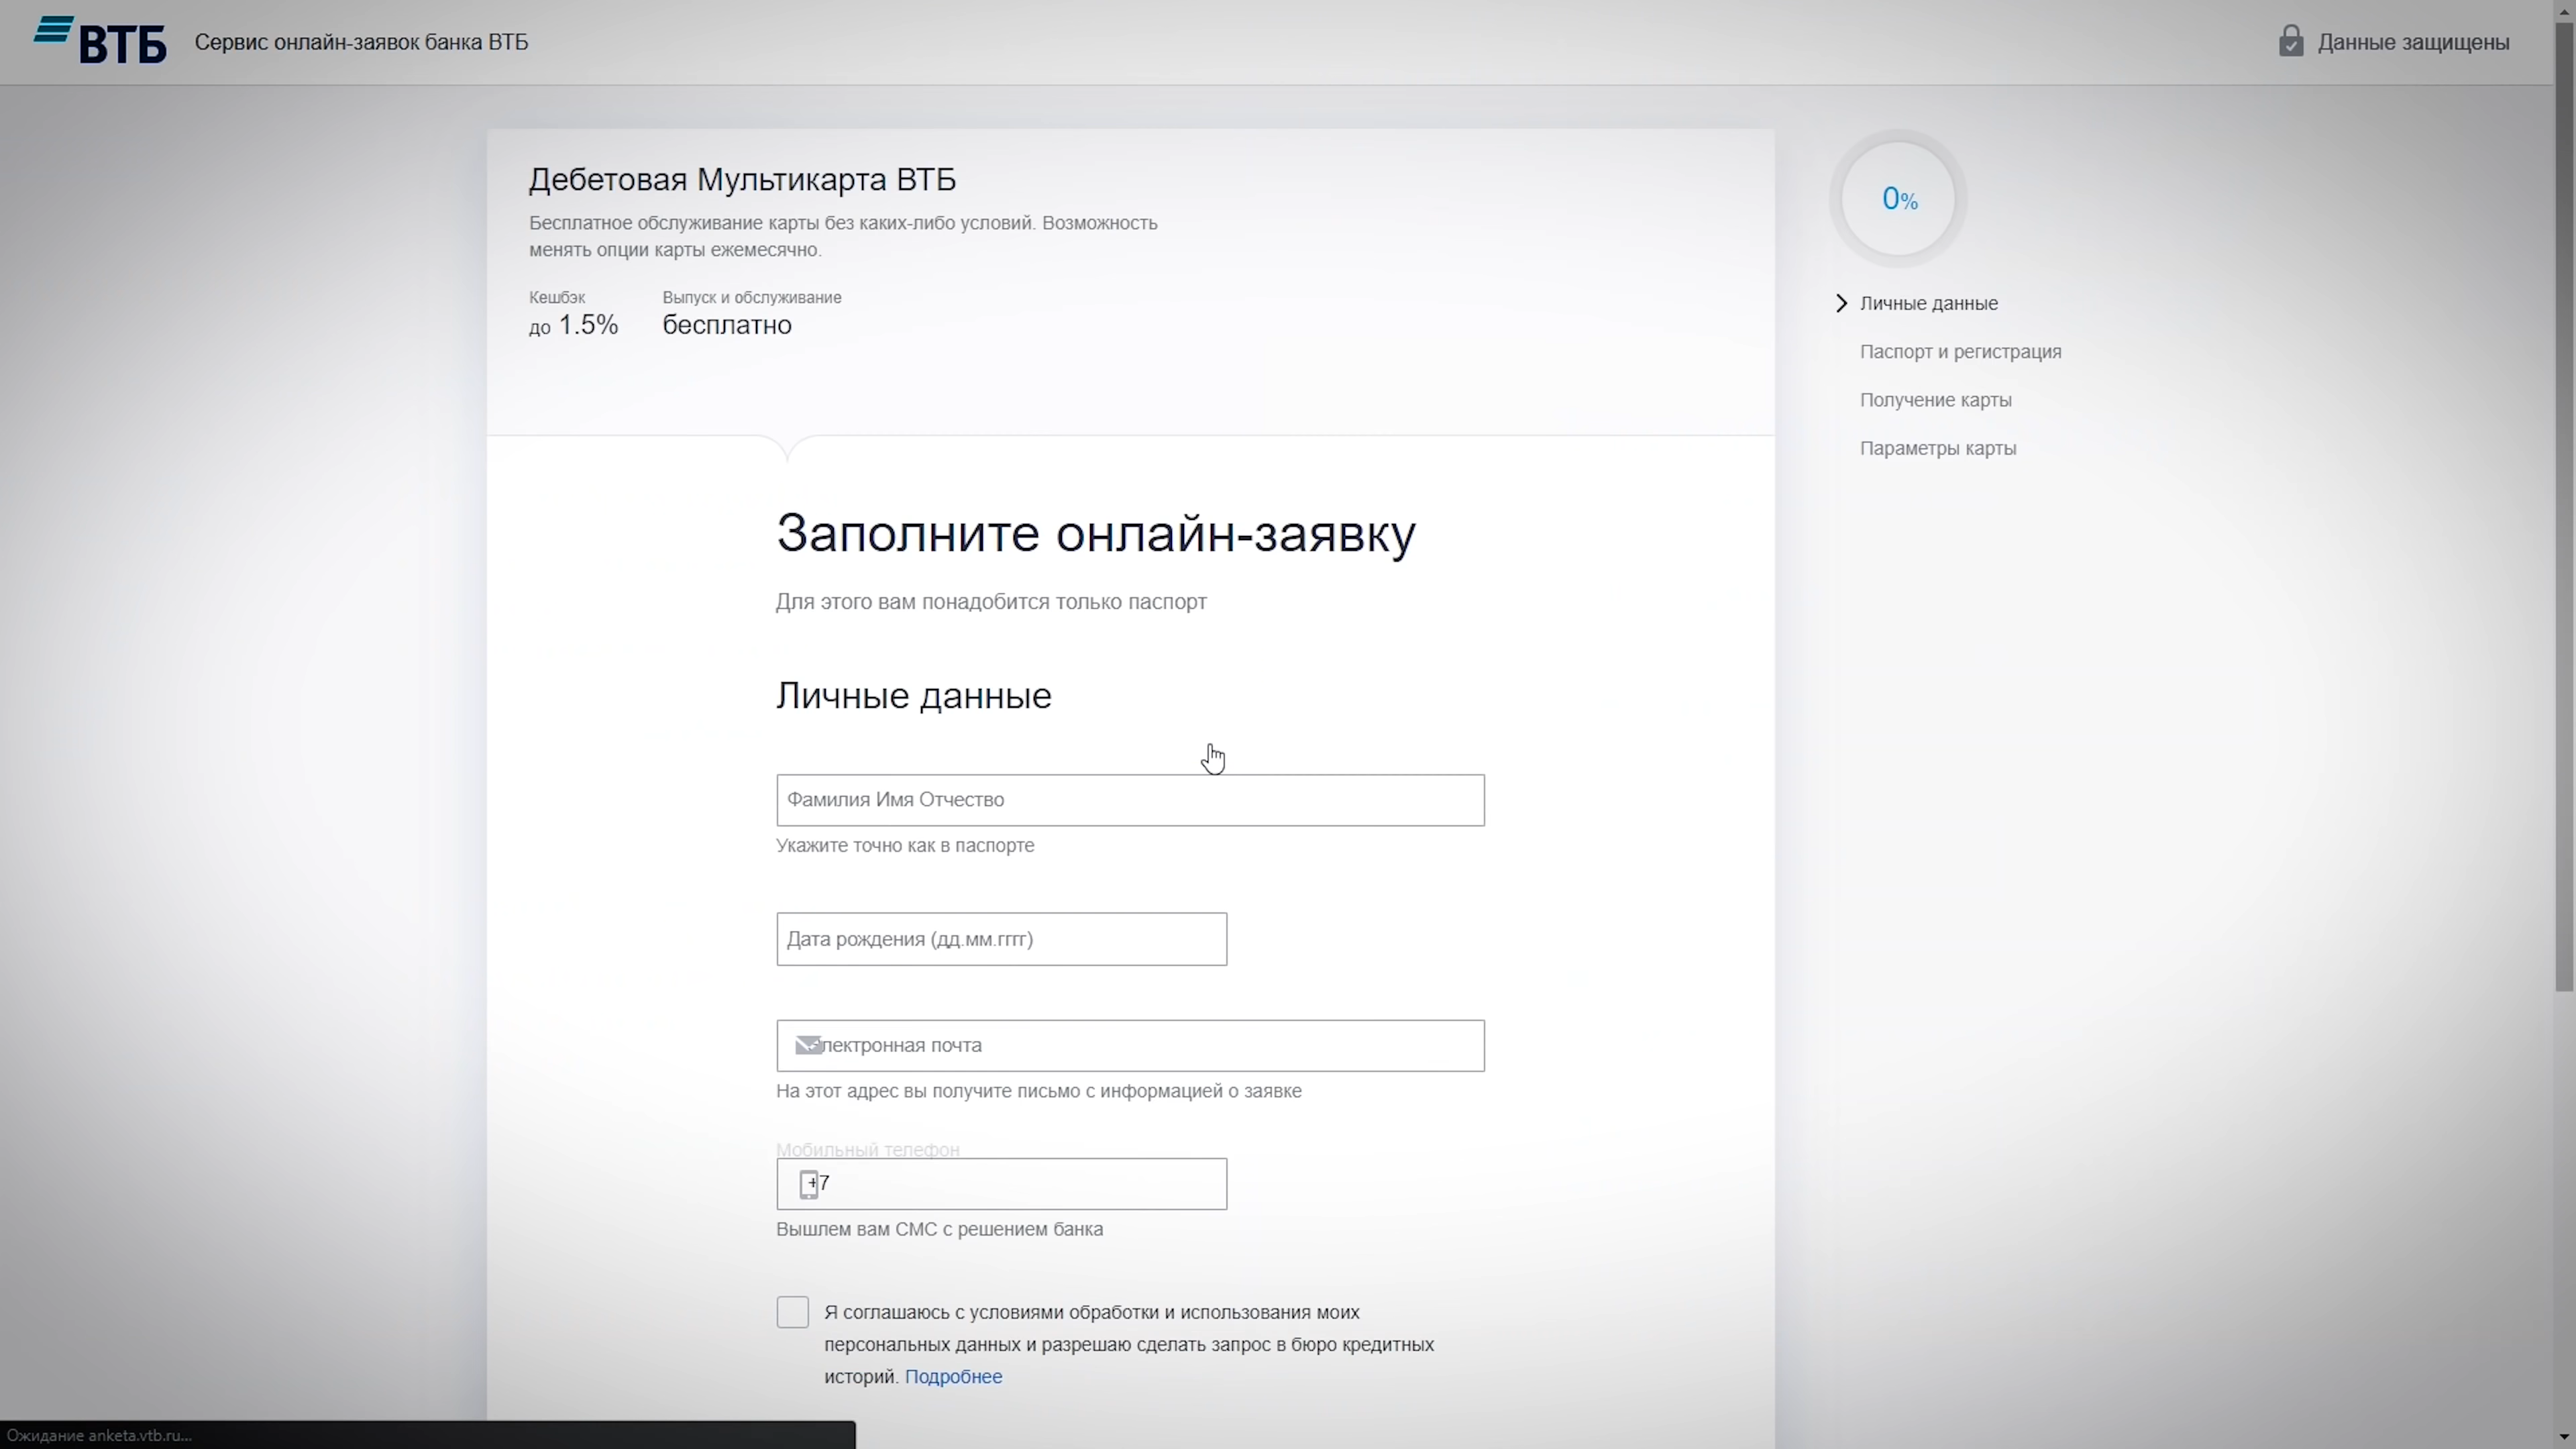 ВТБ Сервис онлайн-заявок банка ВТБ
Данные защищены
Дебетовая Мультикарта ВТБ
Бесплатное обслуживание карты без каких-либо условий. Возможность
менять опции карты ежемесячно.
Кешбэк
до 1.5%
Выпуск и обслуживание
бесплатно
0%
Личные данные
Паспорт и регистрация
Получение карты
Параметры карты
Заполните онлайн-заявку
Для этого вам понадобится только паспорт
Личные данные
Фамилия Имя Отчество
Укажите точно как в паспорте
Дата рождения (дд.мм.гггг)
лектронная почта
На этот адрес вы получите письмо с информацией о заявке
Мобильный телефон
+7
Вышлем вам СМС с решением банка
Я соглашаюсь с условиями обработки и использования моих
персональных данных и разрешаю сделать запрос в бюро кредитных
историй. Подробнее
Ожидание anketa.vtb.ru...